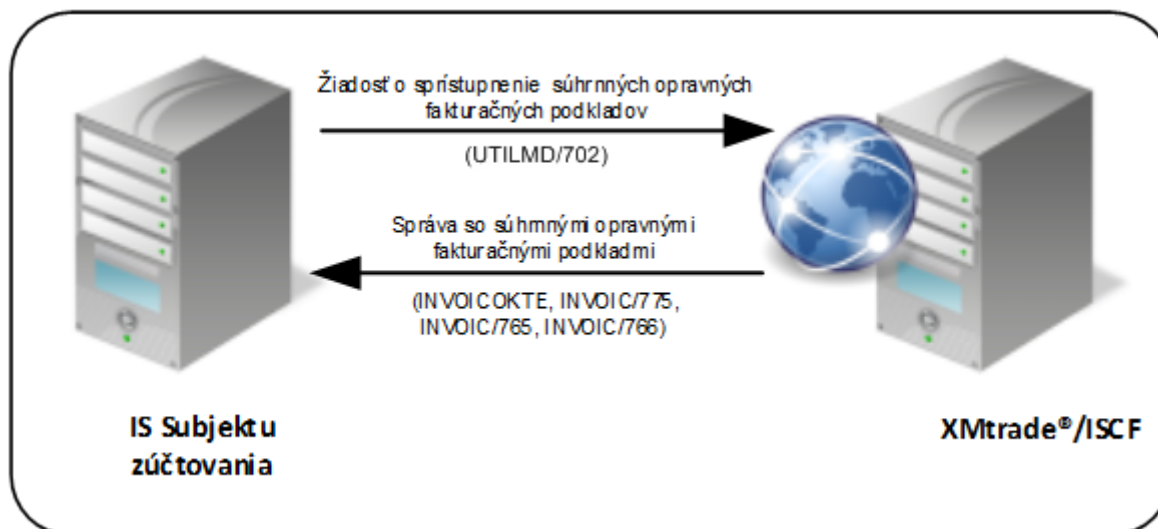 Žiadosť o sprístupnenie súhrnných opravných
fakturačných podkladov
(UTILMD/702)
Správa so súhrnnými opravnými
fakturačnými podkladmi
(INVOICOKTE, INVOIC/775,
INVOIC/765, INVOIC/766)
IS Subjektu
zúčtovania
XMtrade®/ISCF